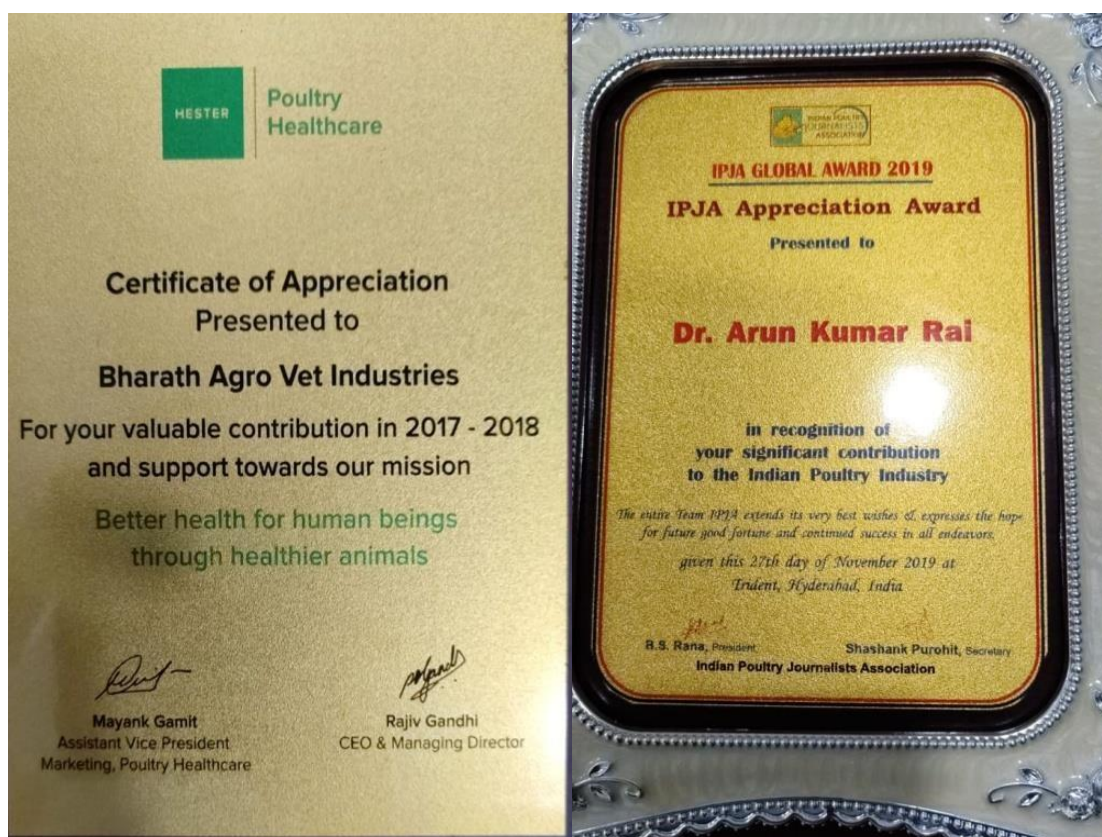 HESTER
Poultry
Healthcare
Certificate of Appreciation
Presented to
Bharath Agro Vet Industries
For your valuable contribution in 2017 - 2018
and support towards our mission
Better health for human beings
through healthier animals
Mayank Gamit
Assistant Vice President
Marketing, Poultry Healthcare
Rajiv Gandhi
CEO & Managing Director
INDIAN POULTRY
JOURNALISTS
ASSOCIATION
IPJA GLOBAL AWARD 2019
IPJA Appreciation Award
Presented to
Dr. Arun Kumar Rai
in recognition of
your significant contribution
to the Indian Poultry Industry
The entire Team IPJA extends its very best wishes & expresses the hope
for future good fortune and continued success in all endeavors.
given this 27th day of November 2019 at
Trident, Hyderabad, India
B.S. Rana, President
Shashank Purohit, Secretary
Indian Poultry Journalists Association